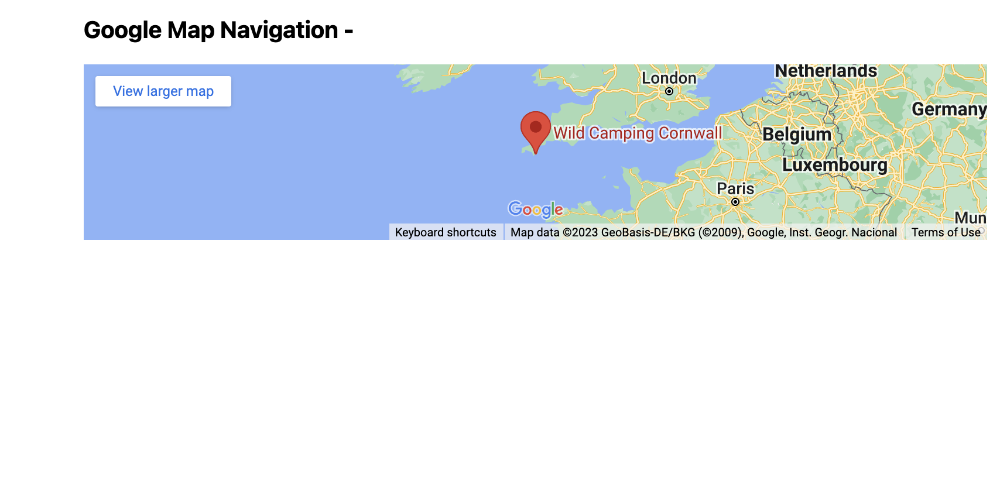 Google Map Navigation -
View larger map
London
Netherlands
Germany
Wild Camping Cornwall
Belgium
Luxembourg
Paris
Google
Mun
Keyboard shortcuts
Map data ©2023 GeoBasis-DE/BKG (©2009), Google, Inst. Geogr. Nacional
Terms of Use